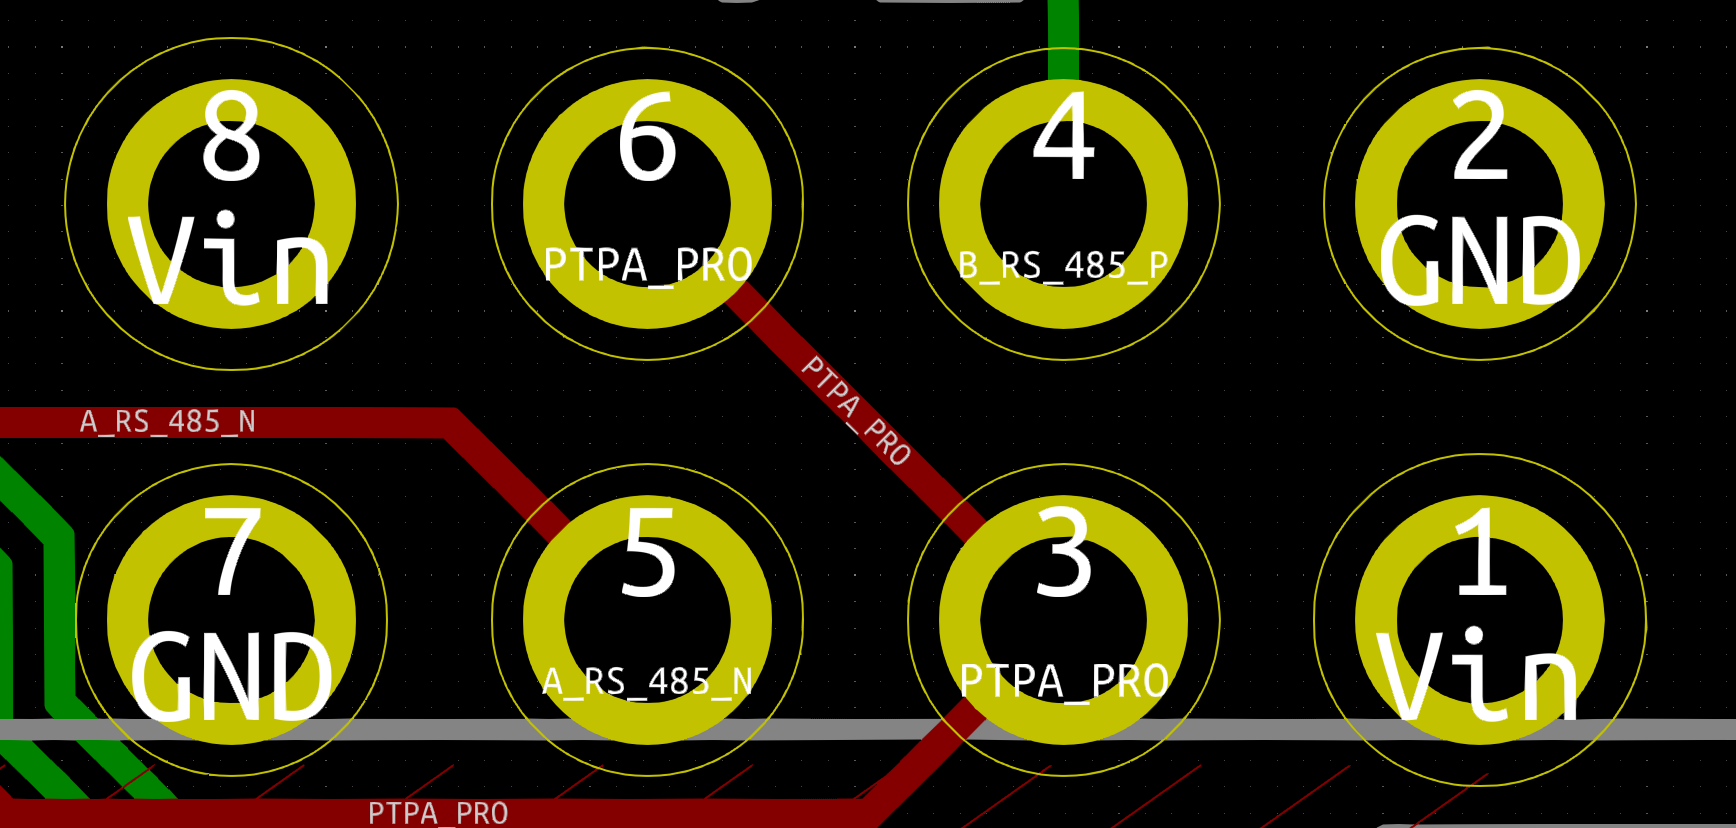 8
Vin
6
PTPA_PRO
4
B_RS_485_P
2
GND
PTPA_PRO
A_RS_485_N
7
GND
5
A_RS_485_N
3
PTPA_PRO
1
Vin
PTPA_PRO